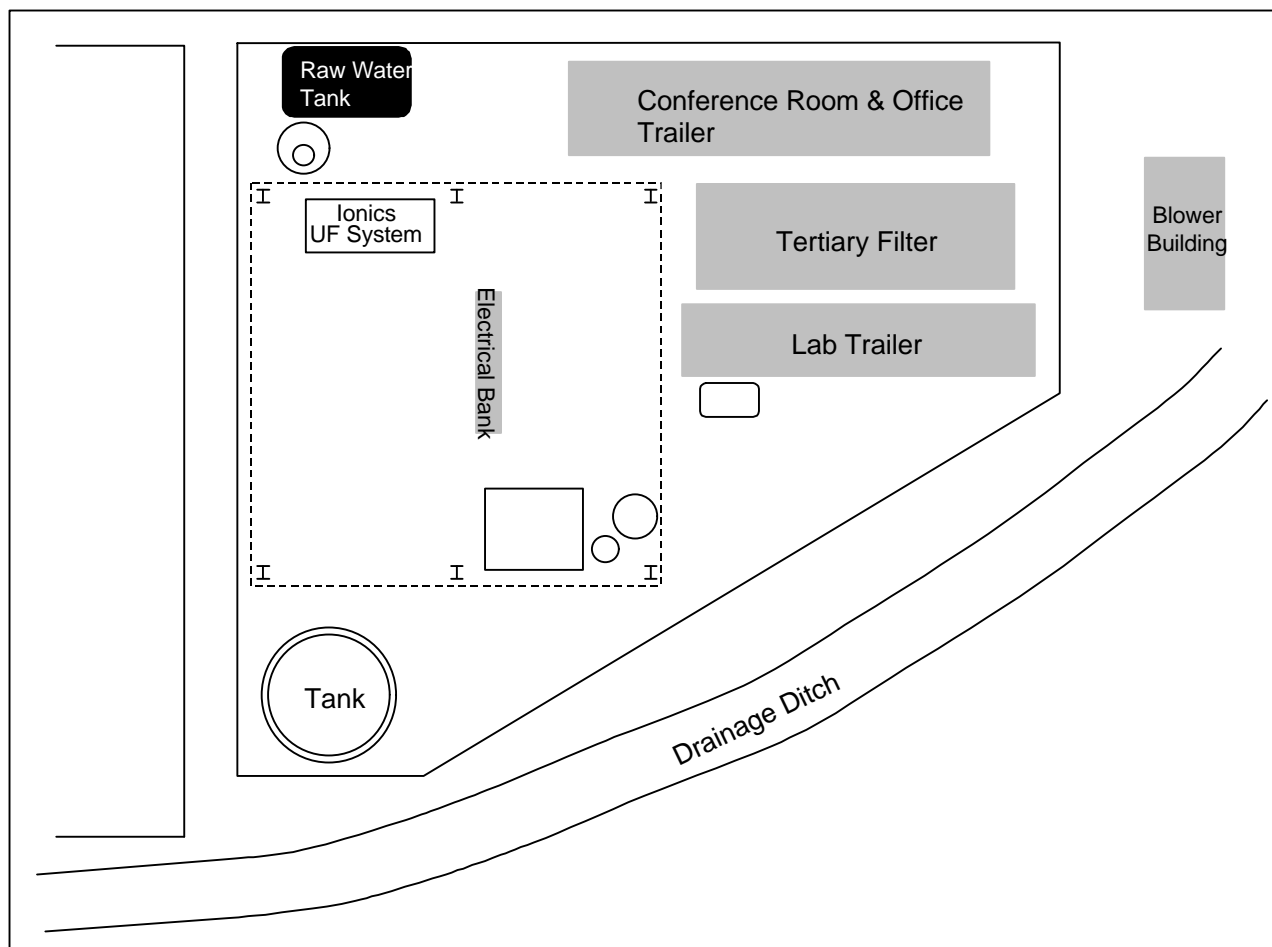 Raw Water
Tank
Conference Room & Office
Trailer
Ionics
UF System
Tertiary Filter
Blower
Building
Electrical Bank
Lab Trailer
Tank
Drainage Ditch